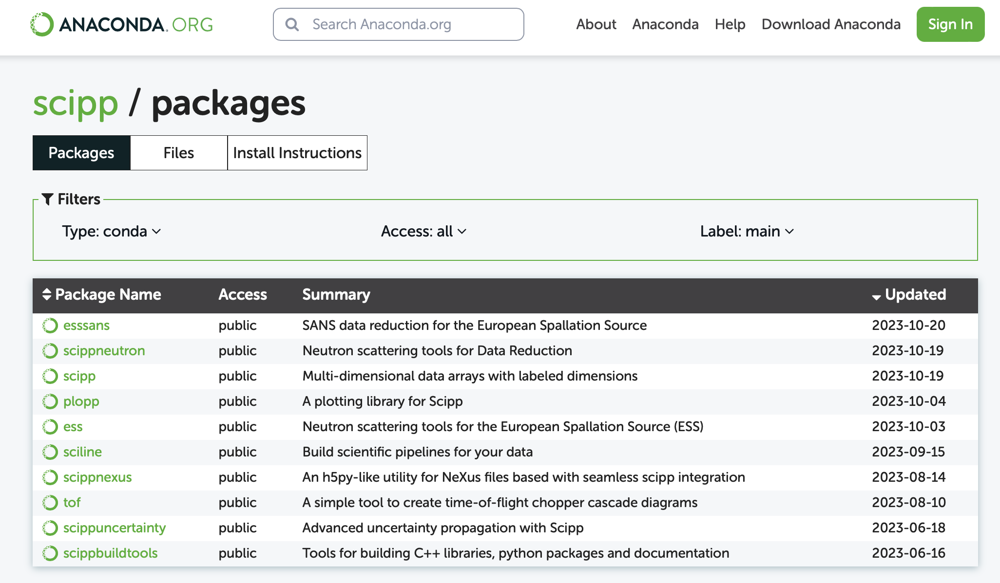 ANACONDA.ORG
Search Anaconda.org
About Anaconda Help Download Anaconda Sign In
scipp / packages
Packages Files Install Instructions
Filters
Type: conda Access: all Label: main
Package Name Access Summary Updated
esssans public SANS data reduction for the European Spallation Source 2023-10-20
scippneutron public Neutron scattering tools for Data Reduction 2023-10-19
scipp public Multi-dimensional data arrays with labeled dimensions 2023-10-19
plopp public A plotting library for Scipp 2023-10-04
ess public Neutron scattering tools for the European Spallation Source (ESS) 2023-10-03
sciline public Build scientific pipelines for your data 2023-09-15
scippnexus public An h5py-like utility for NeXus files based with seamless scipp integration 2023-08-14
tof public A simple tool to create time-of-flight chopper cascade diagrams 2023-08-10
scippuncertainty public Advanced uncertainty propagation with Scipp 2023-06-18
scippbuildtools public Tools for building C++ libraries, python packages and documentation 2023-06-16